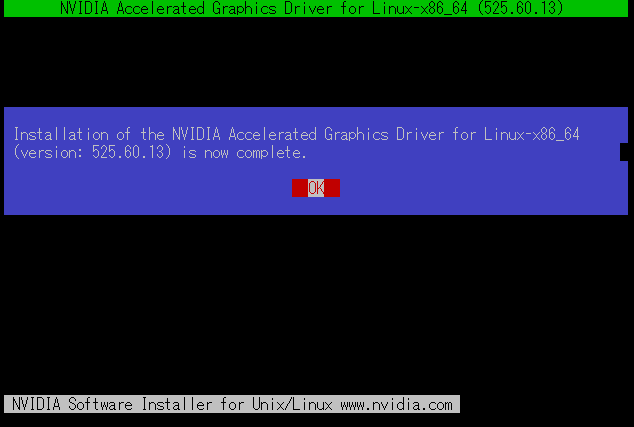 NVIDIA Accelerated Graphics Driver for Linux-x86_64 (525.60.13)
Installation of the NVIDIA Accelerated Graphics Driver for Linux-x86_64
(version: 525.60.13) is now complete.
OK
NVIDIA Software Installer for Unix/Linux www.nvidia.com